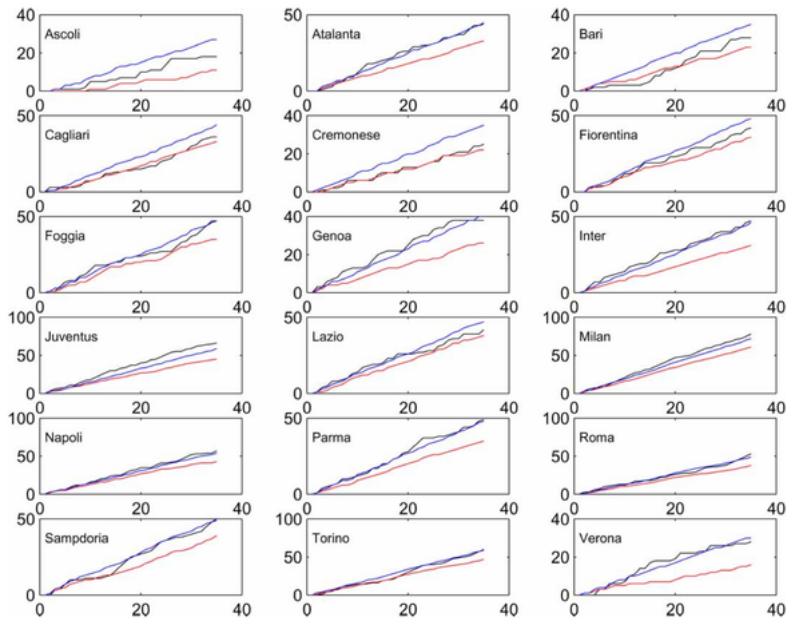 40
Ascoli
20
0
0 20 40
50
Atalanta
0
0 20 40
40
Bari
20
0
0 20 40
50
Cagliari
0
0 20 40
40
Cremonese
20
0
0 20 40
50
Fiorentina
0
0 20 40
50
Foggia
0
0 20 40
40
Genoa
20
0
0 20 40
50
Inter
0
0 20 40
100
Juventus
50
0
0 20 40
50
Lazio
0
0 20 40
100
Milan
50
0
0 20 40
100
Napoli
50
0
0 20 40
50
Parma
0
0 20 40
100
Roma
50
0
0 20 40
50
Sampdoria
0
0 20 40
100
Torino
50
0
0 20 40
40
Verona
20
0
0 20 40